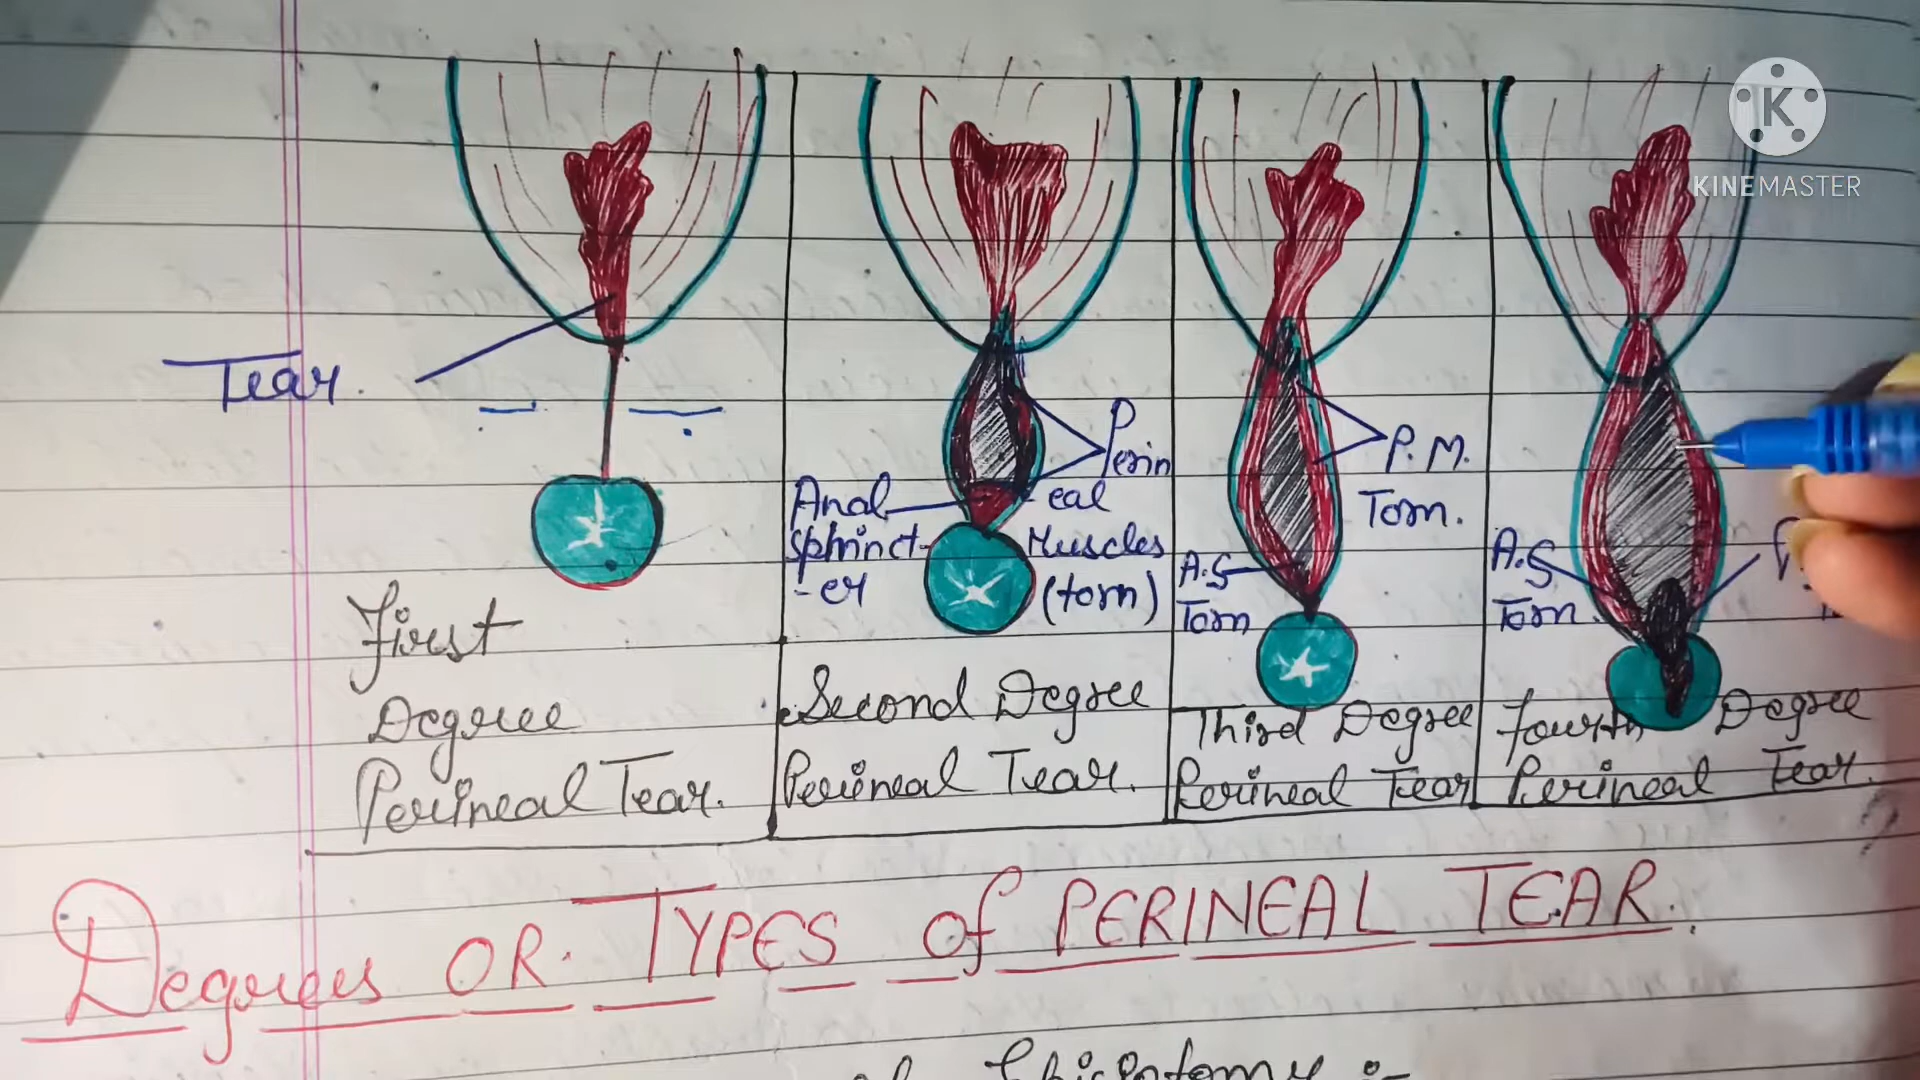 KINEMASTER
Tear.
Anal
sphinct-
-er
Perin
eal
Muscles
(torn)
P.M.
Torn.
A.S
Torn
A.S
Torn.
First
Degree
Perineal Tear.
Second Degree
Perineal Tear.
Third Degree
Perineal Tear
Fourth Degree
Perineal Tear.
Degrees OR. TYPES of PERINEAL TEAR.